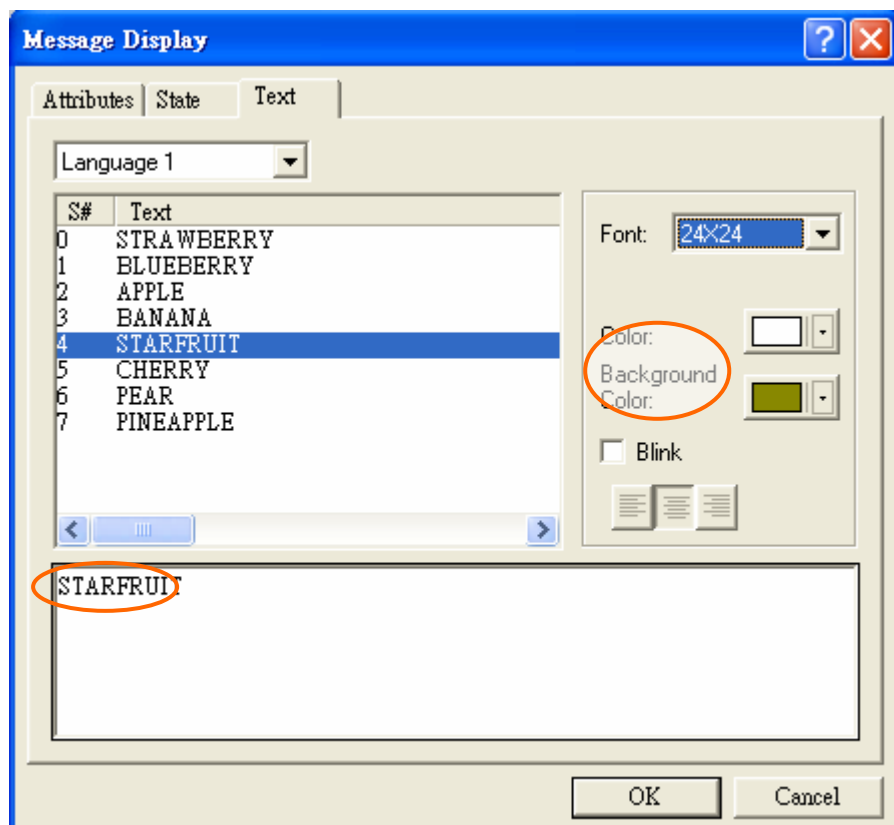 Message Display
Attributes State Text
Language 1
S# Text
0 STRAWBERRY
1 BLUEBERRY
2 APPLE
3 BANANA
4 STARFRUIT
5 CHERRY
6 PEAR
7 PINEAPPLE
Font: 24X24
Color:
Background
Color:
Blink
STARFRUIT
OK Cancel